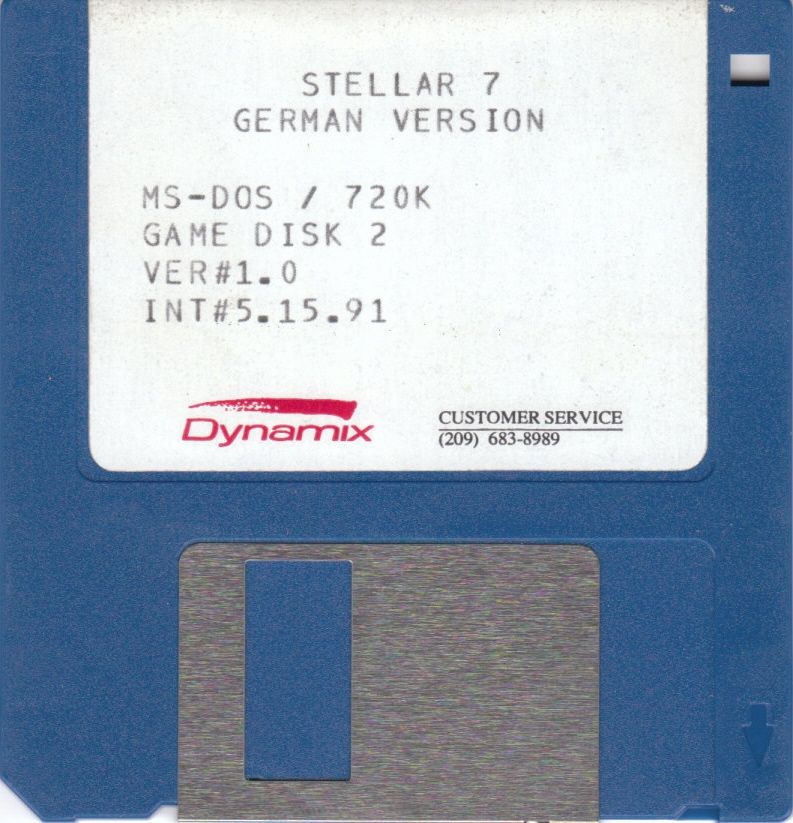 STELLAR 7
GERMAN VERSION
MS-DOS / 720K
GAME DISK 2
VER#1.0
INT#5.15.91
Dynamix
CUSTOMER SERVICE
(209) 683-8989